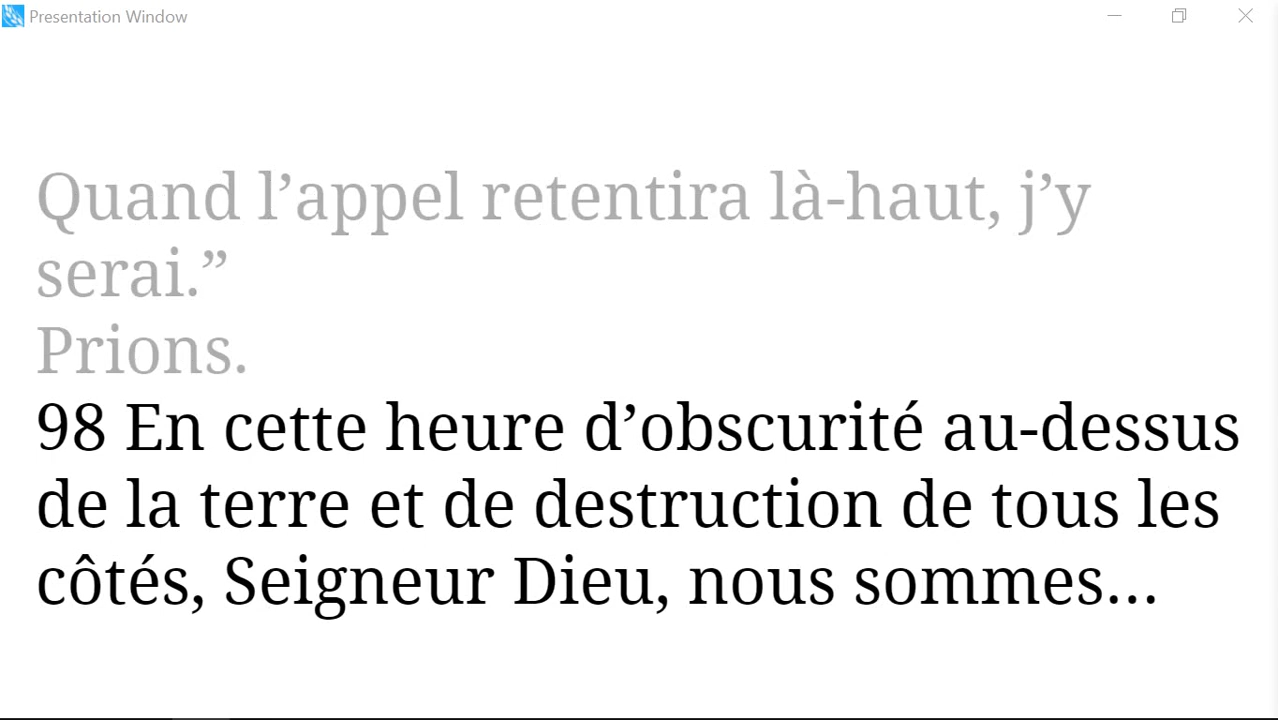 Presentation Window
Quand l’appel retentira là-haut, j’y
serai.”
Prions.
98 En cette heure d’obscurité au-dessus
de la terre et de destruction de tous les
côtés, Seigneur Dieu, nous sommes…